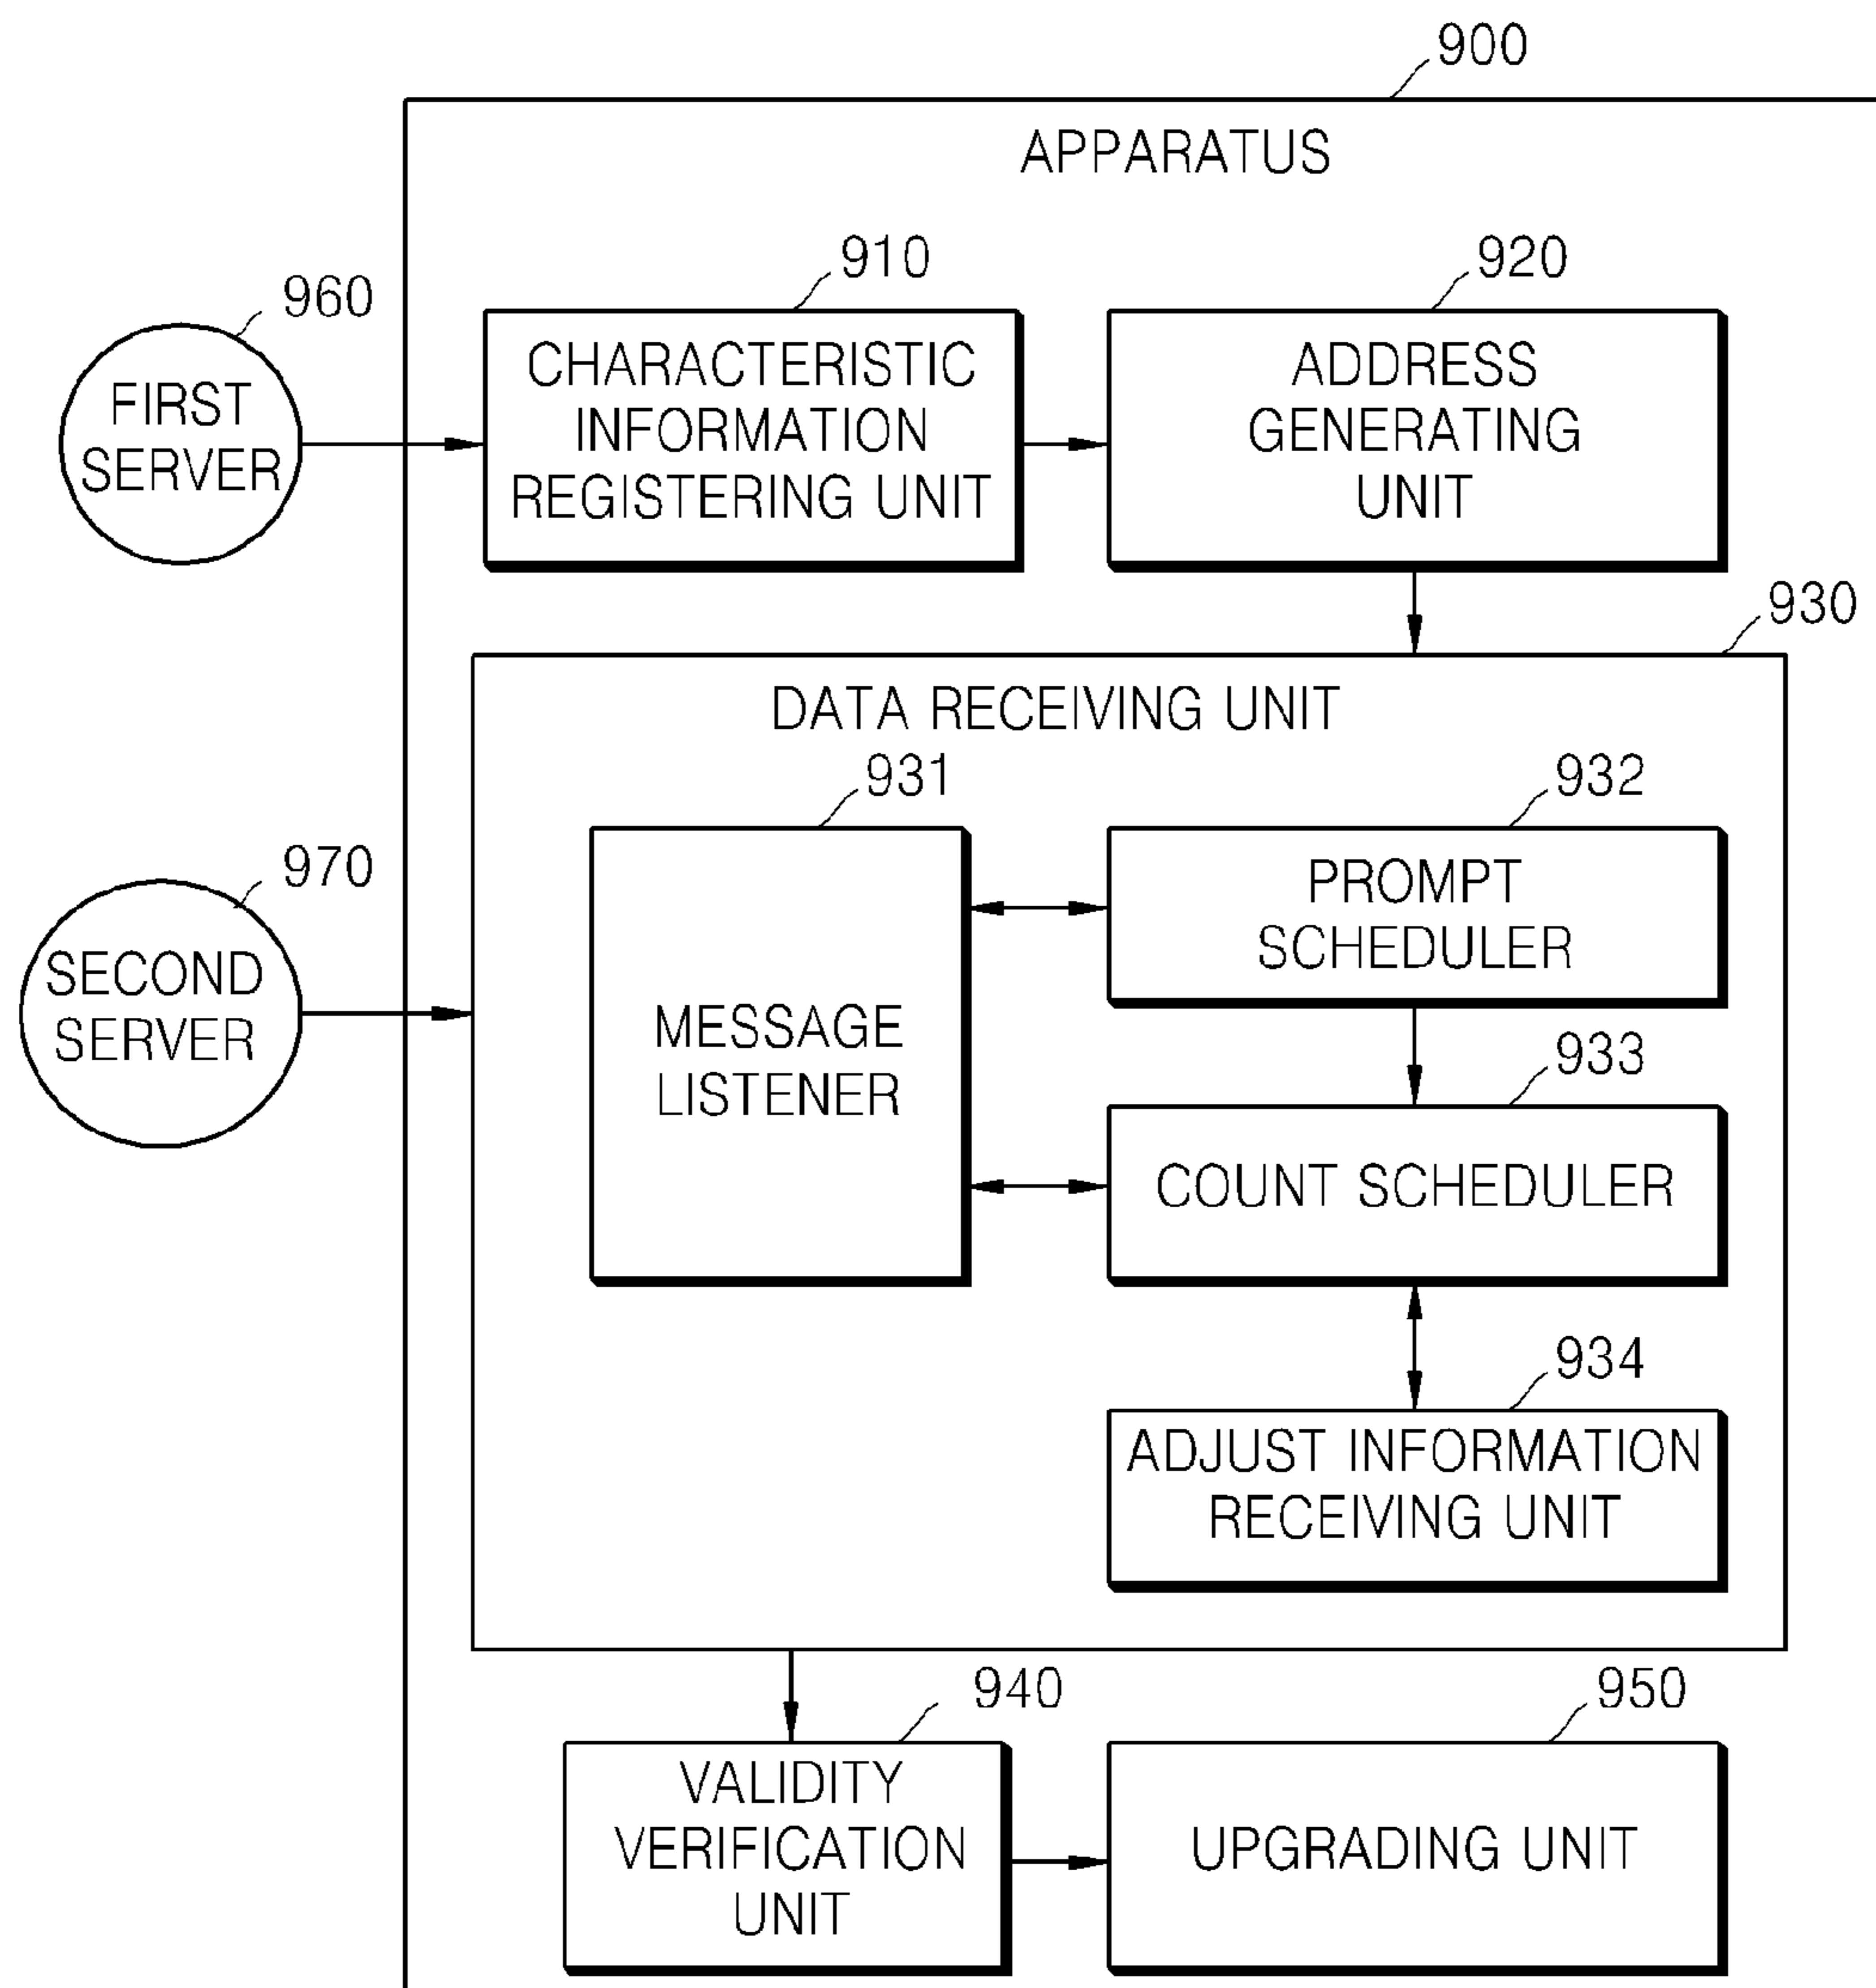 900
APPARATUS
910
920
960
CHARACTERISTIC
INFORMATION
REGISTERING UNIT
ADDRESS
GENERATING
UNIT
FIRST
SERVER
930
DATA RECEIVING UNIT
931
932
970
PROMPT
SCHEDULER
SECOND
SERVER
MESSAGE
LISTENER
933
COUNT SCHEDULER
934
ADJUST INFORMATION
RECEIVING UNIT
940
950
VALIDITY
VERIFICATION
UNIT
UPGRADING UNIT